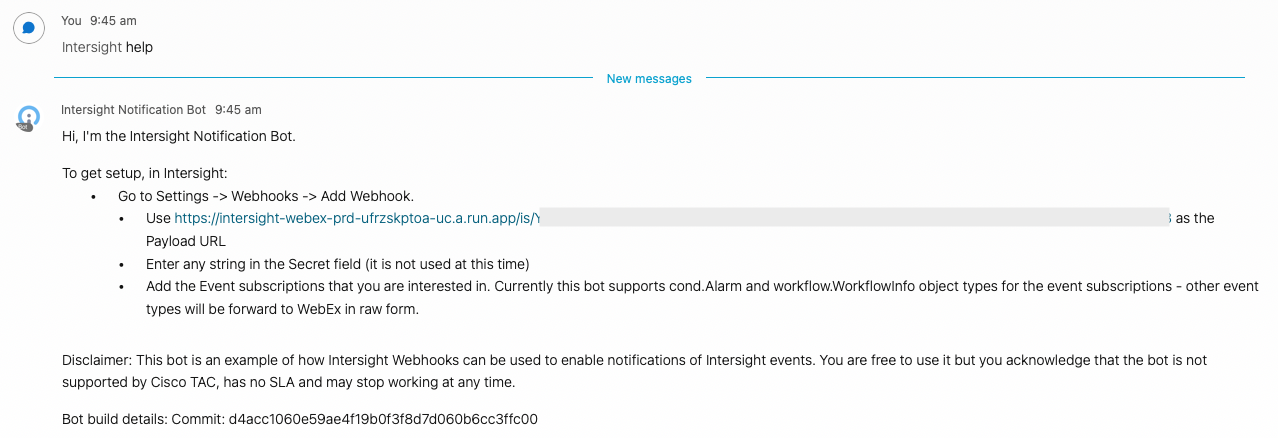 You 9:45 am
Intersight help
New messages
Intersight Notification Bot 9:45 am
Bot
Hi, I'm the Intersight Notification Bot.
To get setup, in Intersight:
• Go to Settings -> Webhooks -> Add Webhook.
• Use https://intersight-webex-prd-ufrzskptoa-uc.a.run.app/is/Y 3 as the
Payload URL
• Enter any string in the Secret field (it is not used at this time)
• Add the Event subscriptions that you are interested in. Currently this bot supports cond.Alarm and workflow.WorkflowInfo object types for the event subscriptions - other event
types will be forward to WebEx in raw form.
Disclaimer: This bot is an example of how Intersight Webhooks can be used to enable notifications of Intersight events. You are free to use it but you acknowledge that the bot is not
supported by Cisco TAC, has no SLA and may stop working at any time.
Bot build details: Commit: d4acc1060e59ae4f19b0f3f8d7d060b6cc3ffc00